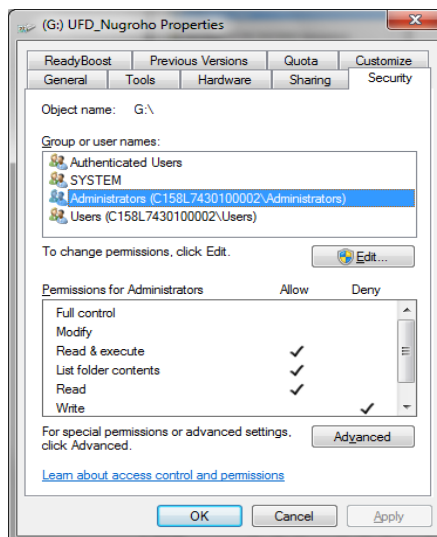 (G:) UFD_Nugroho Properties
ReadyBoost Previous Versions Quota Customize
General Tools Hardware Sharing Security
Object name: G:\
Group or user names:
Authenticated Users
SYSTEM
Administrators (C158L7430100002\Administrators)
Users (C158L7430100002\Users)
To change permissions, click Edit.
Edit...
Permissions for Administrators Allow Deny
Full control
Modify
Read & execute
List folder contents
Read
Write
For special permissions or advanced settings,
click Advanced.
Advanced
Learn about access control and permissions
OK Cancel Apply